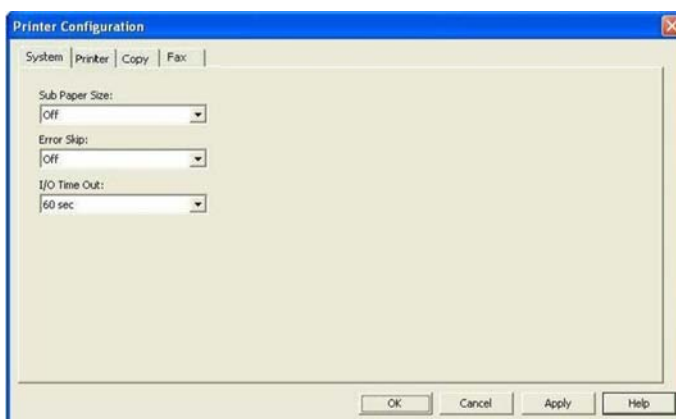 Printer Configuration
System Printer Copy Fax
Sub Paper Size:
Off
Error Skip:
Off
I/O Time Out:
60 sec
OK Cancel Apply Help